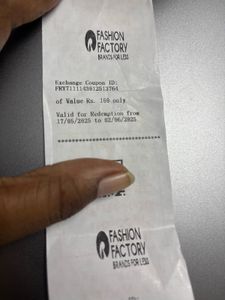 FASHION
FACTORY
BRANDS FOR LESS
Exchange Coupon ID:
of Value Rs. 100 only
Valid for Redemption from
17/05/2025 to 02/06/2025
******************************
FASHION
FACTORY
BRANDS FOR LESS